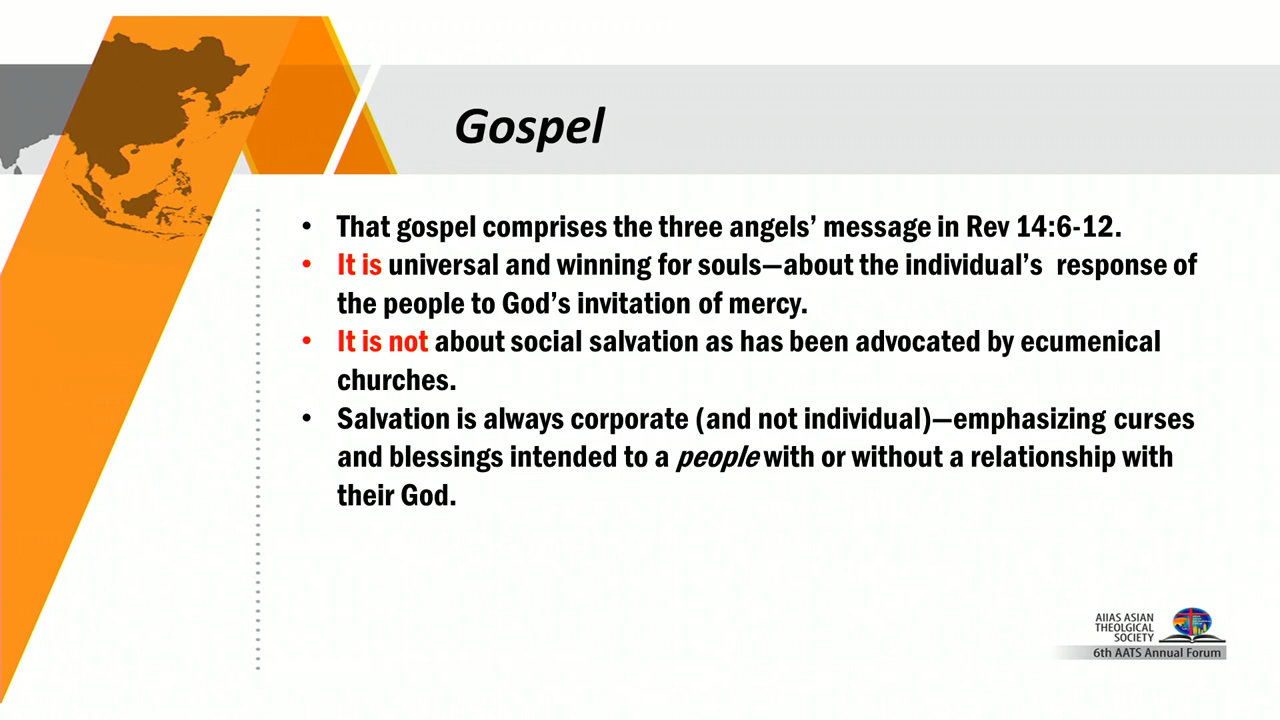 Gospel
• That gospel comprises the three angels’ message in Rev 14:6-12.
• It is universal and winning for souls—about the individual’s response of
the people to God’s invitation of mercy.
• It is not about social salvation as has been advocated by ecumenical
churches.
• Salvation is always corporate (and not individual)—emphasizing curses
and blessings intended to a people with or without a relationship with
their God.
AIIAS ASIAN
THEOLGICAL
SOCIETY
6th AATS Annual Forum